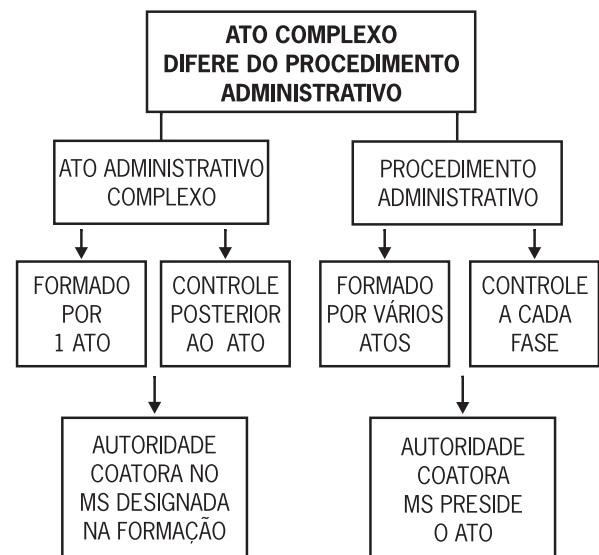 ATO COMPLEXO
DIFERE DO PROCEDIMENTO
ADMINISTRATIVO
ATO ADMINISTRATIVO
COMPLEXO
PROCEDIMENTO
ADMINISTRATIVO
FORMADO
POR
1 ATO
CONTROLE
POSTERIOR
AO ATO
FORMADO
POR VÁRIOS
ATOS
CONTROLE
A CADA
FASE
AUTORIDADE
COATORA NO
MS DESIGNADA
NA FORMAÇÃO
AUTORIDADE
COATORA
MS PRESIDE
O ATO